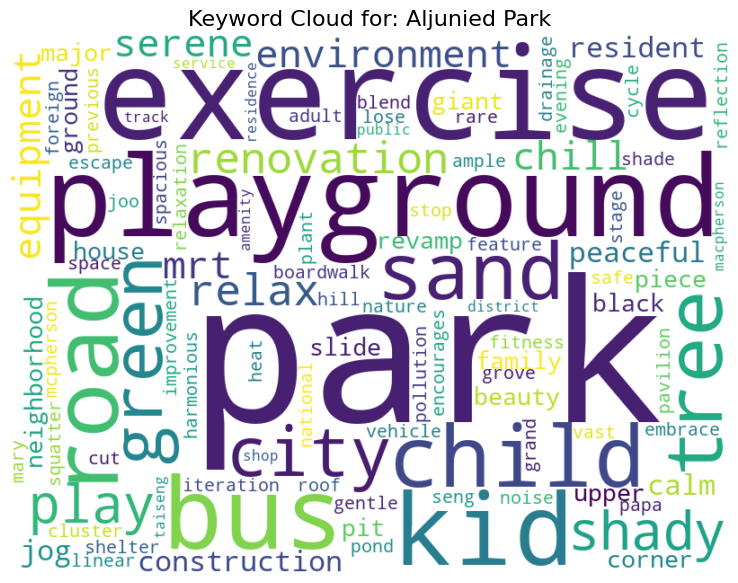 Keyword Cloud for: Aljunied Park
serene
service
environment
resident
major
equipment
foreign
ground
previous
track
exercise
residence
adult
blend
lose
public
giant
rare
drainage
evening
cycle
reflection
escape
joo
spacious
relaxation
renovation
amenity
ample
chill
shade
playground
plant
stop
stage
macpherson
house
space
mrt
boardwalk
revamp
feature
sand
peaceful
safe
piece
road
green
improvement
relax
hill
nature
district
black
tree
neighborhood
mcpherson
squatter
harmonious
heat
slide
national
park
pollution
encourages
fitness
family
grove
beauty
pavilion
mary
cut
city
shop
vehicle
child
grand
vast
embrace
play
cluster
taiseng
iteration
roof
bus
gentle
pit
pond
seng
noise
kid
upper
papa
calm
shady
jog
shelter
linear
construction
corner